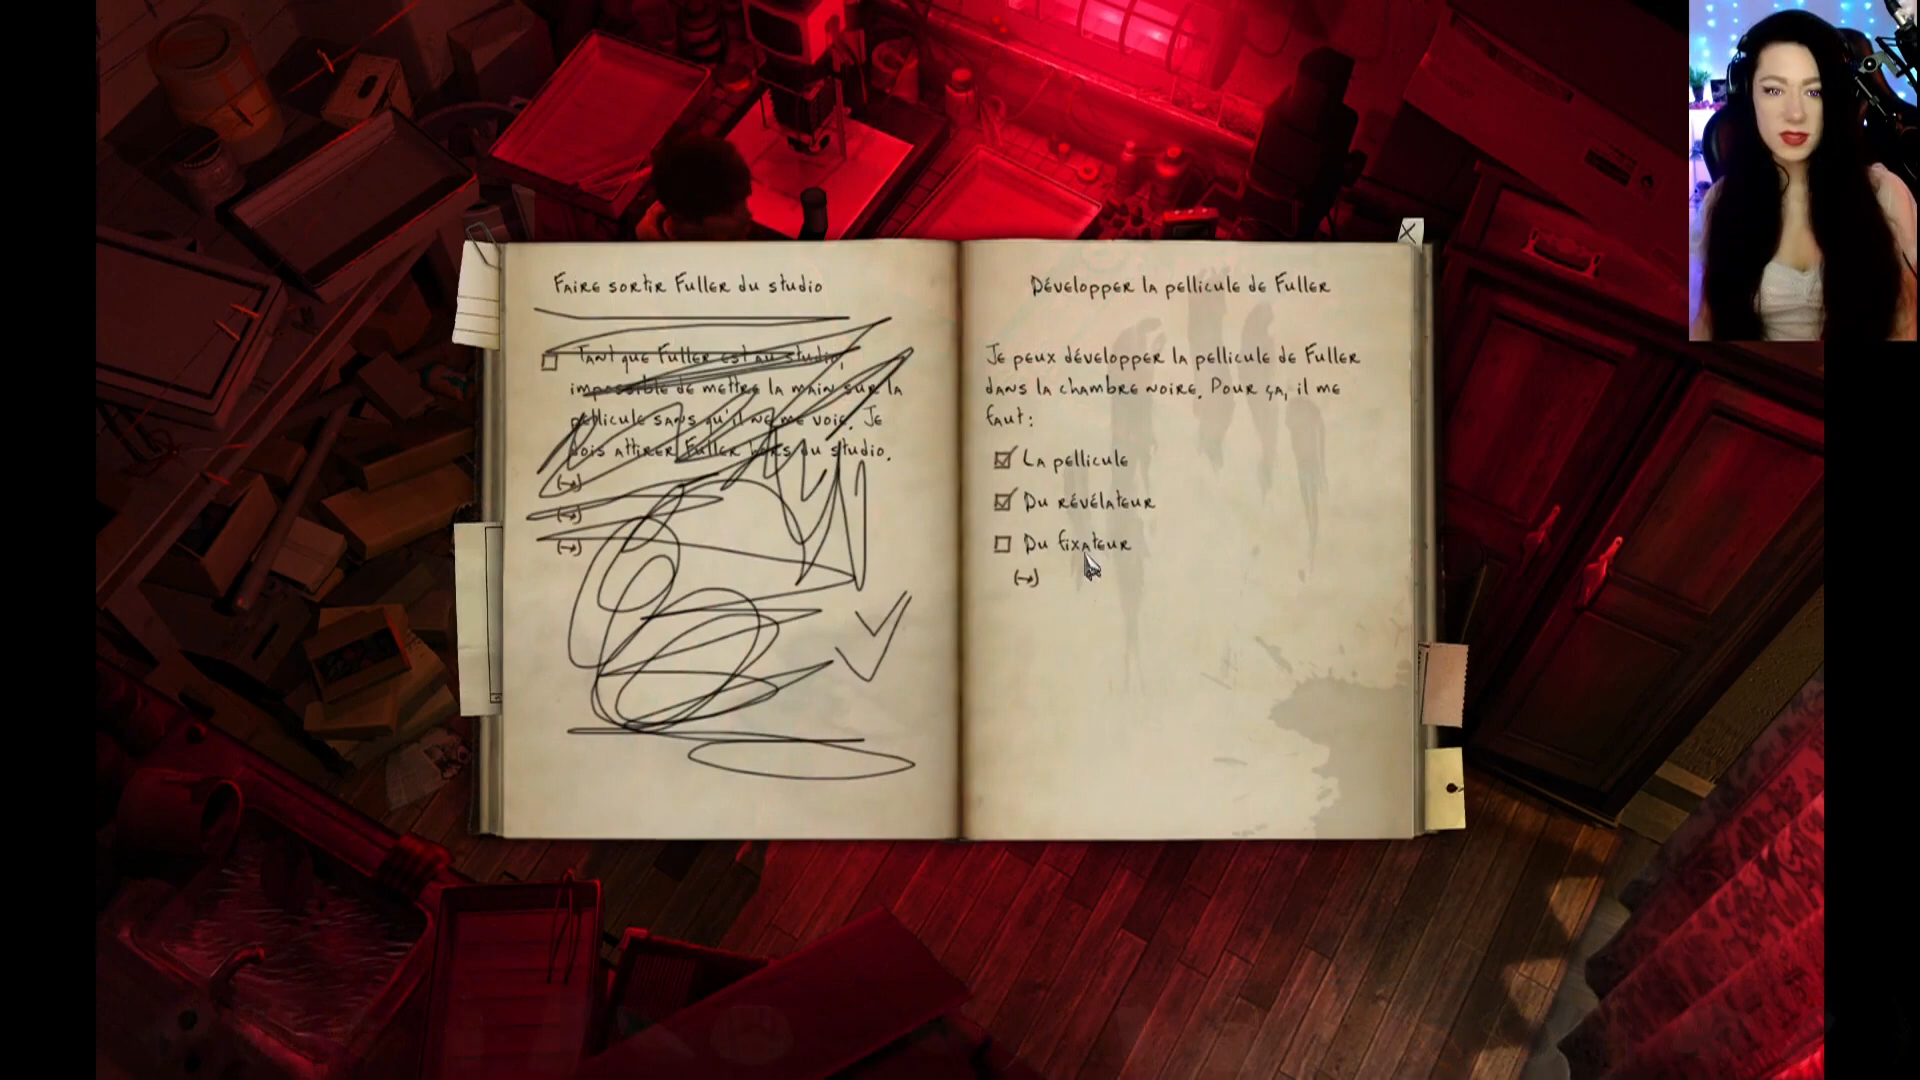 Faire sortir Fuller du studio
Tant que Fuller est au studio,
impossible de mettre la main sur la
pellicule sans qu'il ne me voie. Je
dois attirer Fuller hors du studio.
(→)
(→)
(→)
Développer la pellicule de Fuller
Je peux développer la pellicule de Fuller
dans la chambre noire. Pour ça, il me
faut:
La pellicule
Du révélateur
Du fixateur
(→)